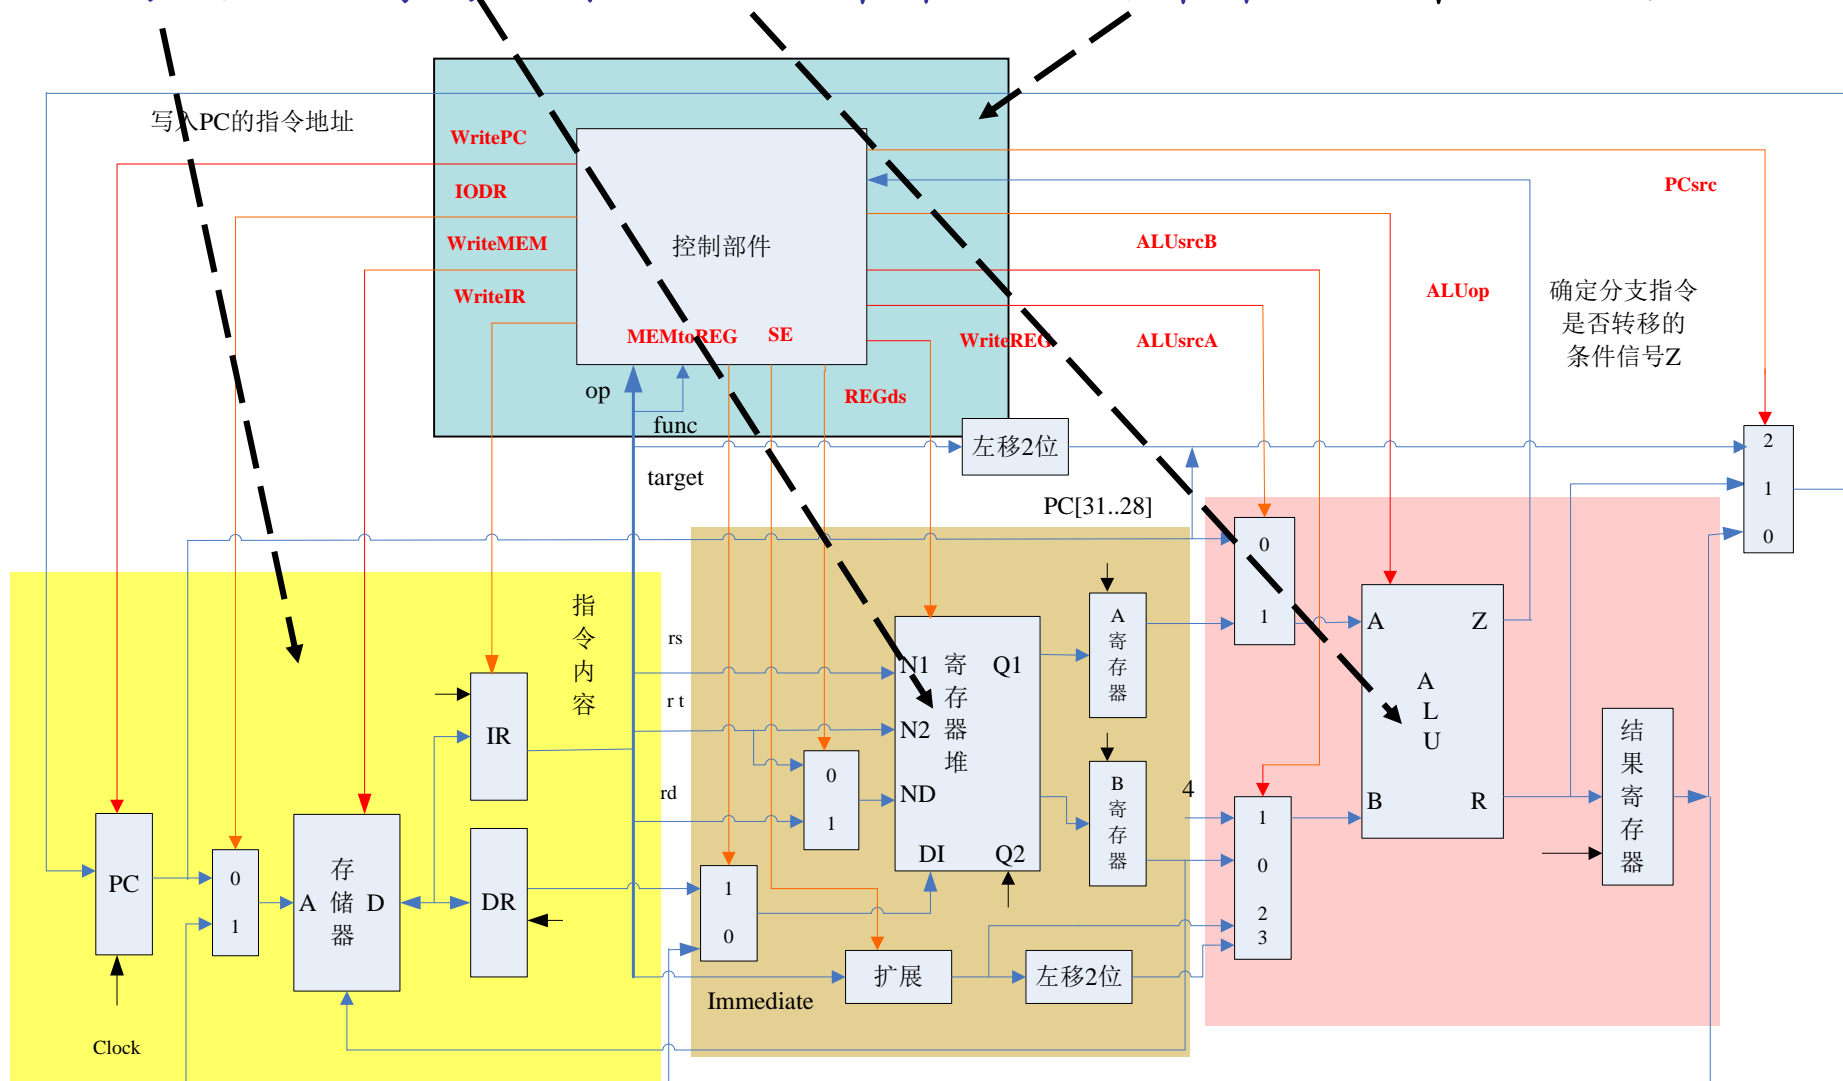 写入PC的指令地址
WritePC
IODR
PCsrc
WriteMEM
控制部件
ALUsrcB
WriteIR
ALUop
确定分支指令
是否转移的
条件信号Z
MEMtoREG
SE
WriteREG
ALUsrcA
op
REGds
func
左移2位
2
1
0
target
PC[31..28]
0
1
指令内容
rs
r t
rd
IR
N1
N2
ND
DI
寄存器堆
Q1
Q2
A寄存器
B寄存器
A
B
Z
R
ALU
结果寄存器
0
1
4
1
0
2
3
PC
0
1
A
存储器
D
DR
1
0
扩展
左移2位
Immediate
Clock